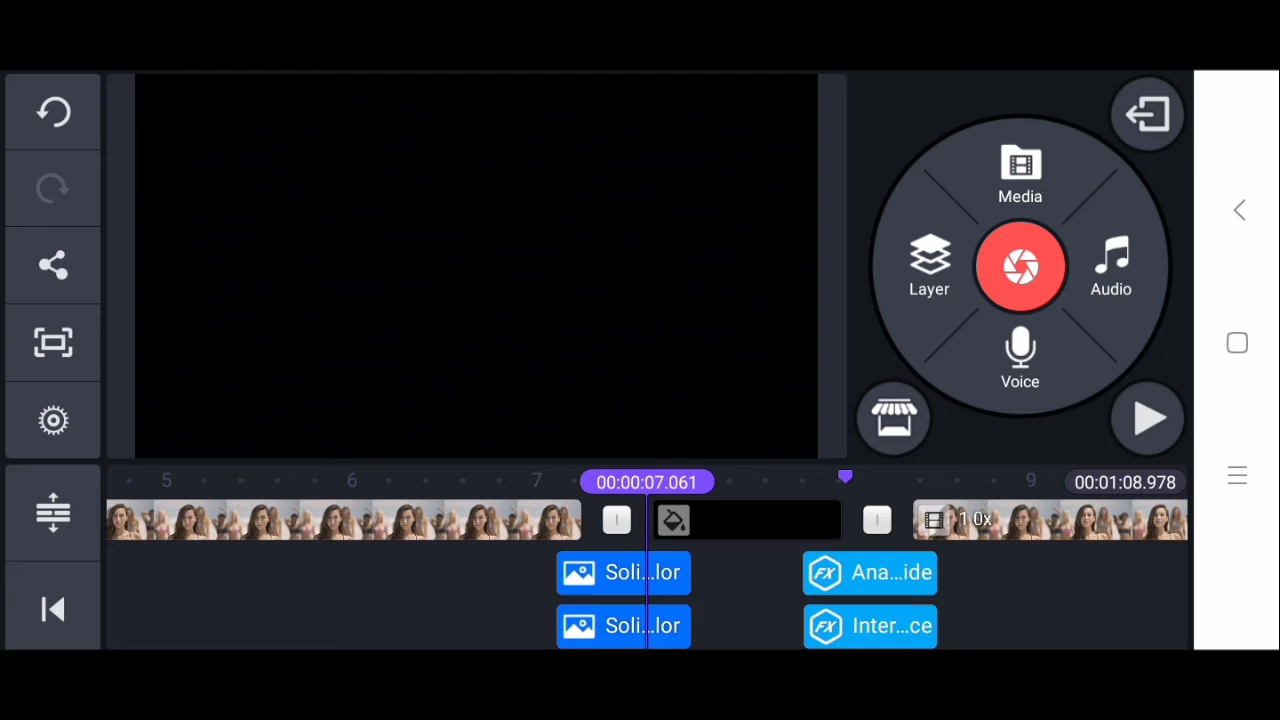 Media
Layer
Audio
Voice
5
6
7
00:00:07.061
9
00:01:08.978
1.0x
Soli...lor
Ana...ide
Soli...lor
Inter...ce